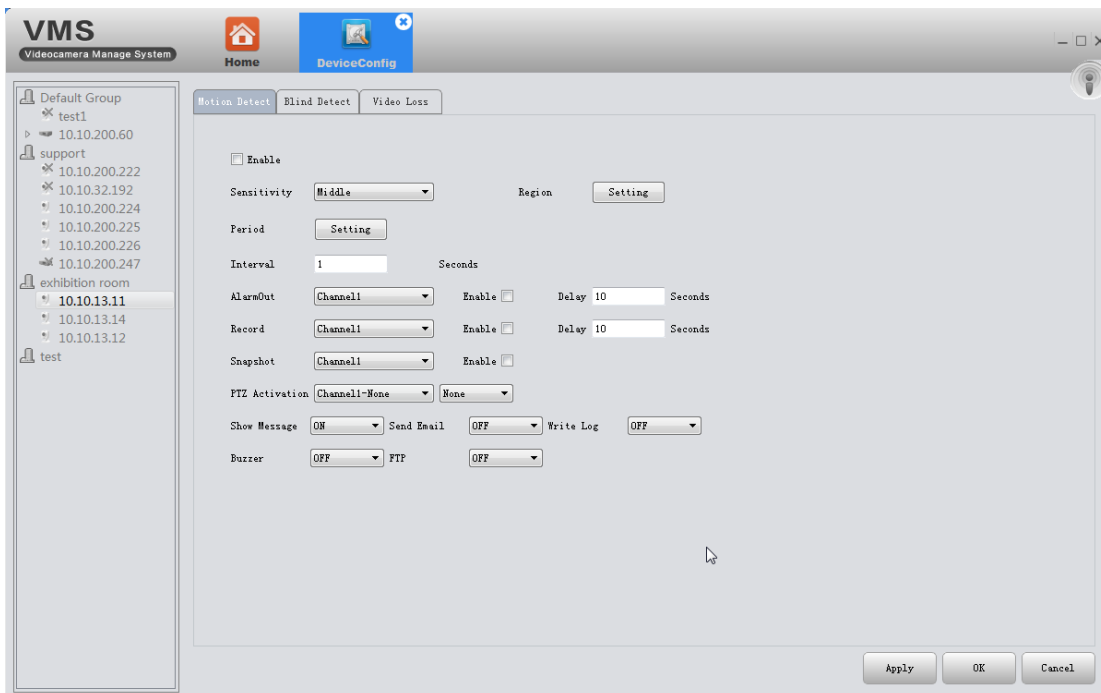 VMS
Videocamera Manage System
Home
DeviceConfig
Default Group
test1
10.10.200.60
support
10.10.200.222
10.10.32.192
10.10.200.224
10.10.200.225
10.10.200.226
10.10.200.247
exhibition room
10.10.13.11
10.10.13.14
10.10.13.12
test
Motion Detect Blind Detect Video Loss
Enable
Sensitivity Middle Region Setting
Period Setting
Interval 1 Seconds
AlarmOut Channel1 Enable Delay 10 Seconds
Record Channel1 Enable Delay 10 Seconds
Snapshot Channel1 Enable
PTZ Activation Channel1-None None
Show Message ON Send Email OFF Write Log OFF
Buzzer OFF FTP OFF
Apply OK Cancel